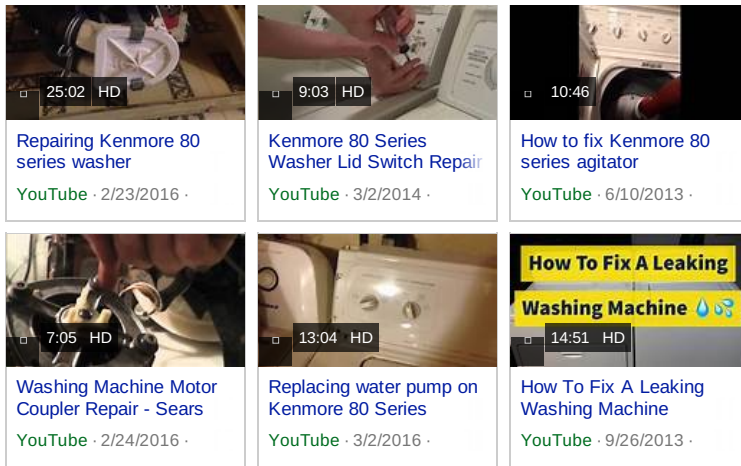 25:02 HD
9:03 HD
10:46
Repairing Kenmore 80
series washer
YouTube · 2/23/2016 ·
Kenmore 80 Series
Washer Lid Switch Repair
YouTube · 3/2/2014 ·
How to fix Kenmore 80
series agitator
YouTube · 6/10/2013 ·
7:05 HD
13:04 HD
How To Fix A Leaking
Washing Machine 💧💦
14:51 HD
Washing Machine Motor
Coupler Repair - Sears
YouTube · 2/24/2016 ·
Replacing water pump on
Kenmore 80 Series
YouTube · 3/2/2016 ·
How To Fix A Leaking
Washing Machine
YouTube · 9/26/2013 ·